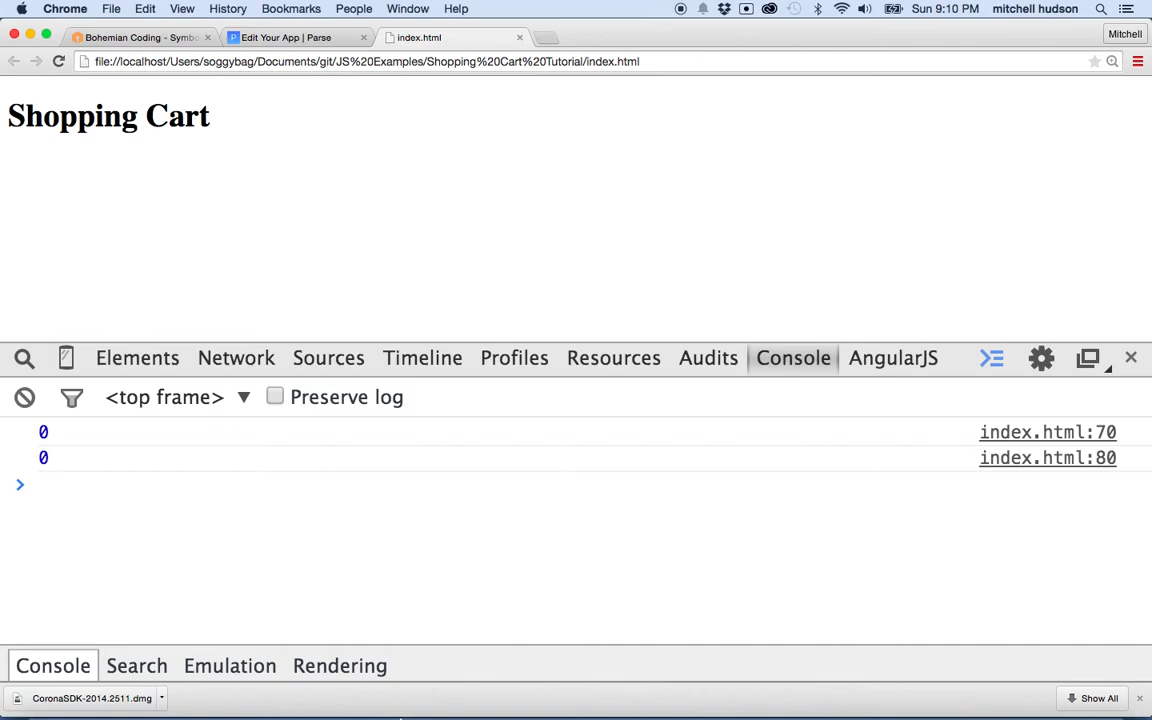 Chrome File Edit View History Bookmarks People Window Help Sun 9:10 PM mitchell hudson
Bohemian Coding - Symbo Edit Your App | Parse index.html Mitchell
file://localhost/Users/soggybag/Documents/git/JS%20Examples/Shopping%20Cart%20Tutorial/index.html
Shopping Cart
Elements Network Sources Timeline Profiles Resources Audits Console AngularJS
<top frame> Preserve log
0 index.html:70
0 index.html:80
Console Search Emulation Rendering
CoronaSDK-2014.2511.dmg Show All